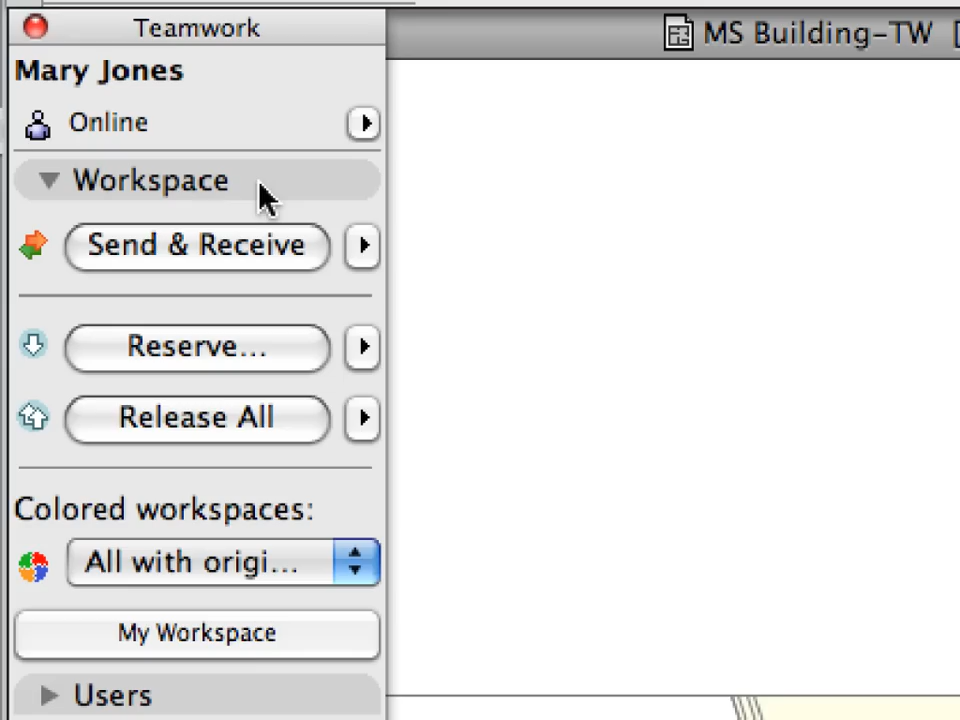 Teamwork
MS Building-TW
Mary Jones
Online
Workspace
Send & Receive
Reserve...
Release All
Colored workspaces:
All with origi...
My Workspace
Users